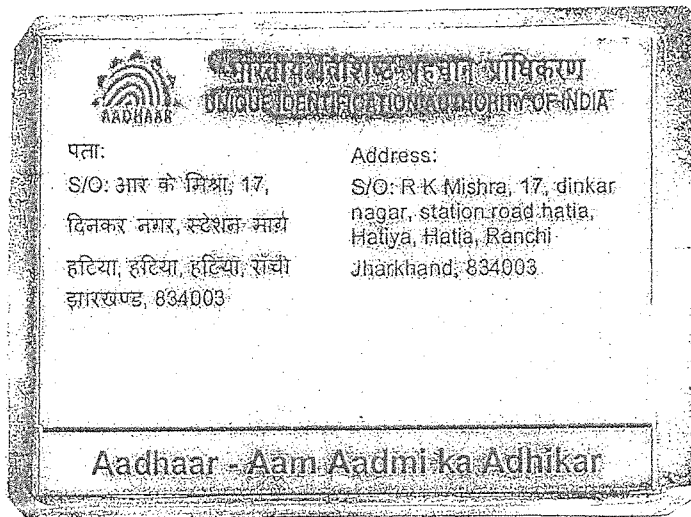 AADHAAR
भारतीय विशिष्ट पहचान प्राधिकरण
UNIQUE IDENTIFICATION AUTHORITY OF INDIA
पता:
S/O: आर के मिश्रा, 17,
दिनकर नगर, स्टेशन मार्ग
हटिया, हटिया, हटिया, राँची
झारखण्ड, 834003
Address:
S/O: R K Mishra, 17, dinkar
nagar, station road hatia,
Hatiya, Hatia, Ranchi
Jharkhand, 834003
Aadhaar - Aam Aadmi ka Adhikar